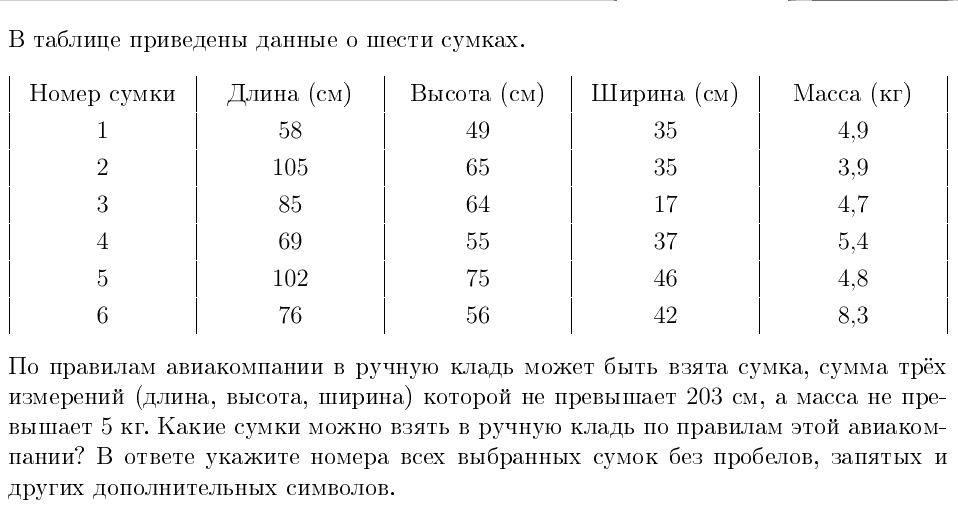 В таблице приведены данные о шести сумках.
Номер сумки Длина (см) Высота (см) Ширина (см) Масса (кг)
1 58 49 35 4,9
2 105 65 35 3,9
3 85 64 17 4,7
4 69 55 37 5,4
5 102 75 46 4,8
6 76 56 42 8,3
По правилам авиакомпании в ручную кладь может быть взята сумка, сумма трёх
измерений (длина, высота, ширина) которой не превышает 203 см, а масса не пре-
вышает 5 кг. Какие сумки можно взять в ручную кладь по правилам этой авиаком-
пании? В ответе укажите номера всех выбранных сумок без пробелов, запятых и
других дополнительных символов.